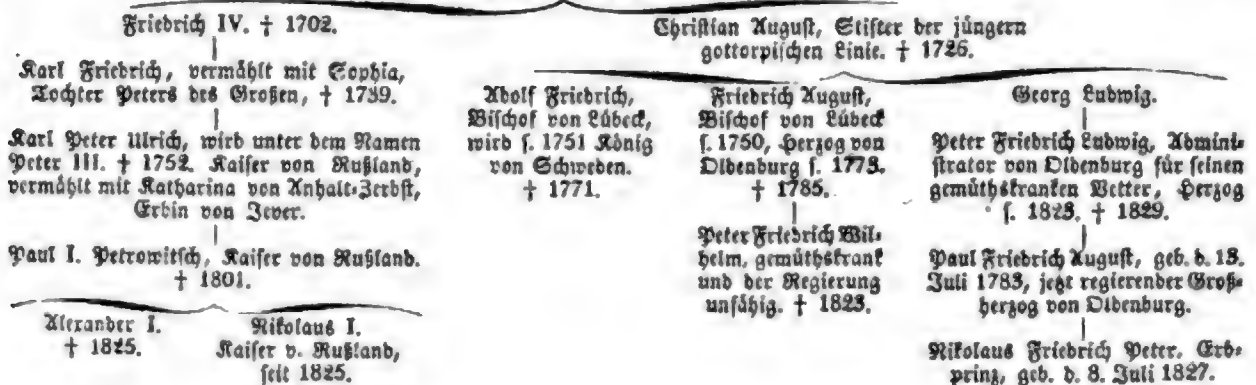 Friedrich IV. † 1702.
Karl Friedrich, vermählt mit Sophia,
Tochter Peters des Großen, † 1739.
Karl Peter Ulrich, wird unter dem Namen
Peter III. † 1752. Kaiser von Rußland,
vermählt mit Katharina von Anhalt-Zerbst,
Erbin von Jever.
Paul I. Petrowitsch, Kaiser von Rußland.
† 1801.
Alexander I.
† 1825.
Nikolaus I.
Kaiser v. Rußland,
seit 1825.
Christian August, Stifter der jüngern
gottorpischen Linie. † 1726.
Adolf Friedrich,
Bischof von Lübeck,
wird s. 1751 König
von Schweden.
† 1771.
Friedrich August,
Bischof von Lübeck
s. 1750, Herzog von
Oldenburg s. 1773.
† 1785.
Peter Friedrich Wil-
helm, gemüthskrank
und der Regierung
unfähig. † 1823.
Georg Ludwig.
Peter Friedrich Ludwig, Admini-
strator von Oldenburg für seinen
gemüthskranken Vetter, Herzog
s. 1823. † 1829.
Paul Friedrich August, geb. d. 13.
Juli 1783, jetzt regierender Groß-
herzog von Oldenburg.
Nikolaus Friedrich Peter, Erb-
prinz, geb. d. 8. Juli 1827.